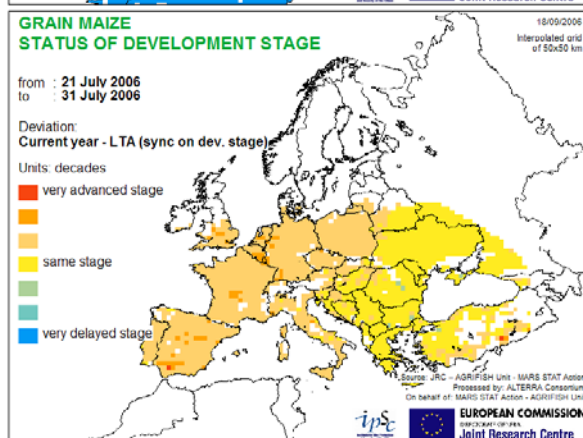 GRAIN MAIZE
STATUS OF DEVELOPMENT STAGE
18/09/2006
Interpolated grid
of 50x50 km
from : 21 July 2006
to : 31 July 2006
Deviation:
Current year - LTA (sync on dev. stage)
Units: decades
very advanced stage
same stage
very delayed stage
Source: JRC - AGRIFISH Unit - MARS STAT Action
Processed by: ALTERRA Consortium
On behalf of: MARS STAT Action - AGRIFISH Unit
ipsc
EUROPEAN COMMISSION
Joint Research Centre